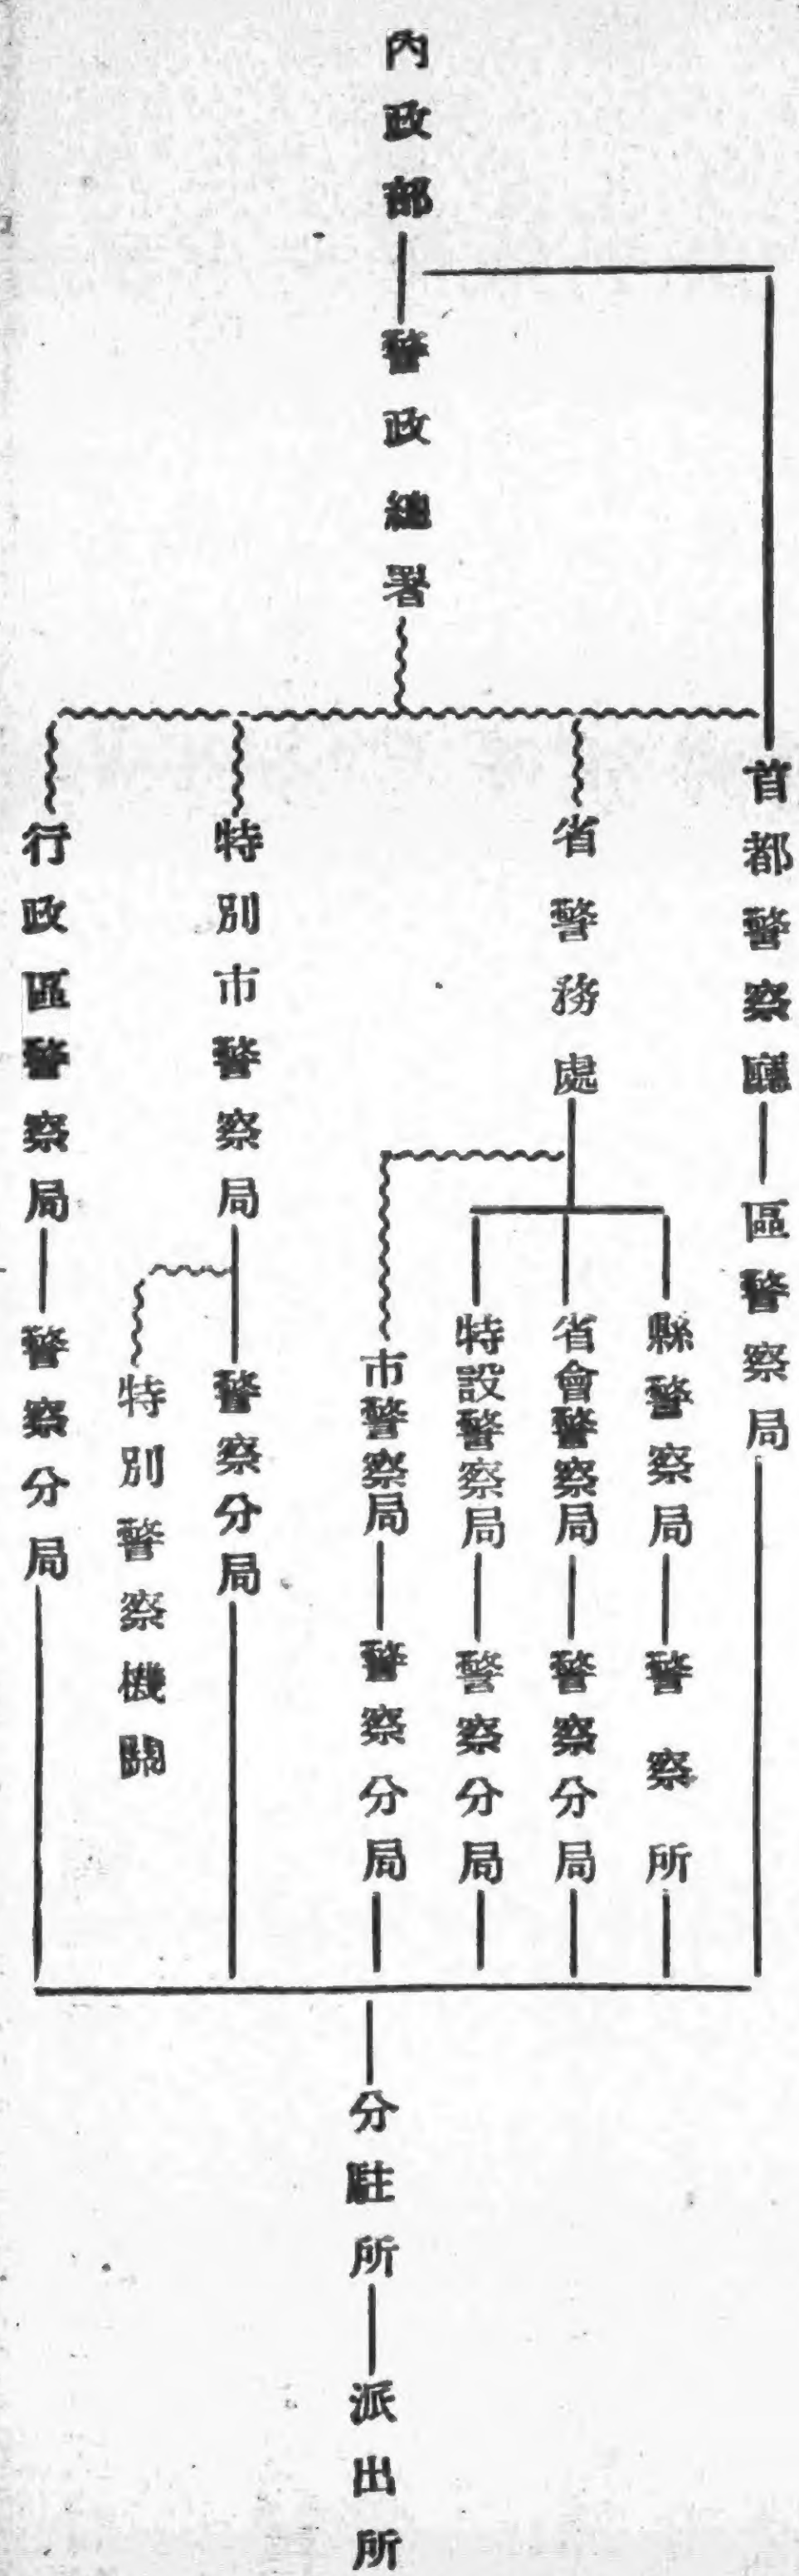 內政部
警政總署
首都警察廳
區警察局
省警務處
縣警察局
警察所
省會警察局
警察分局
特設警察局
警察分局
市警察局
警察分局
特別市警察局
警察分局
特別警察機關
行政區警察局
警察分局
分駐所
派出所